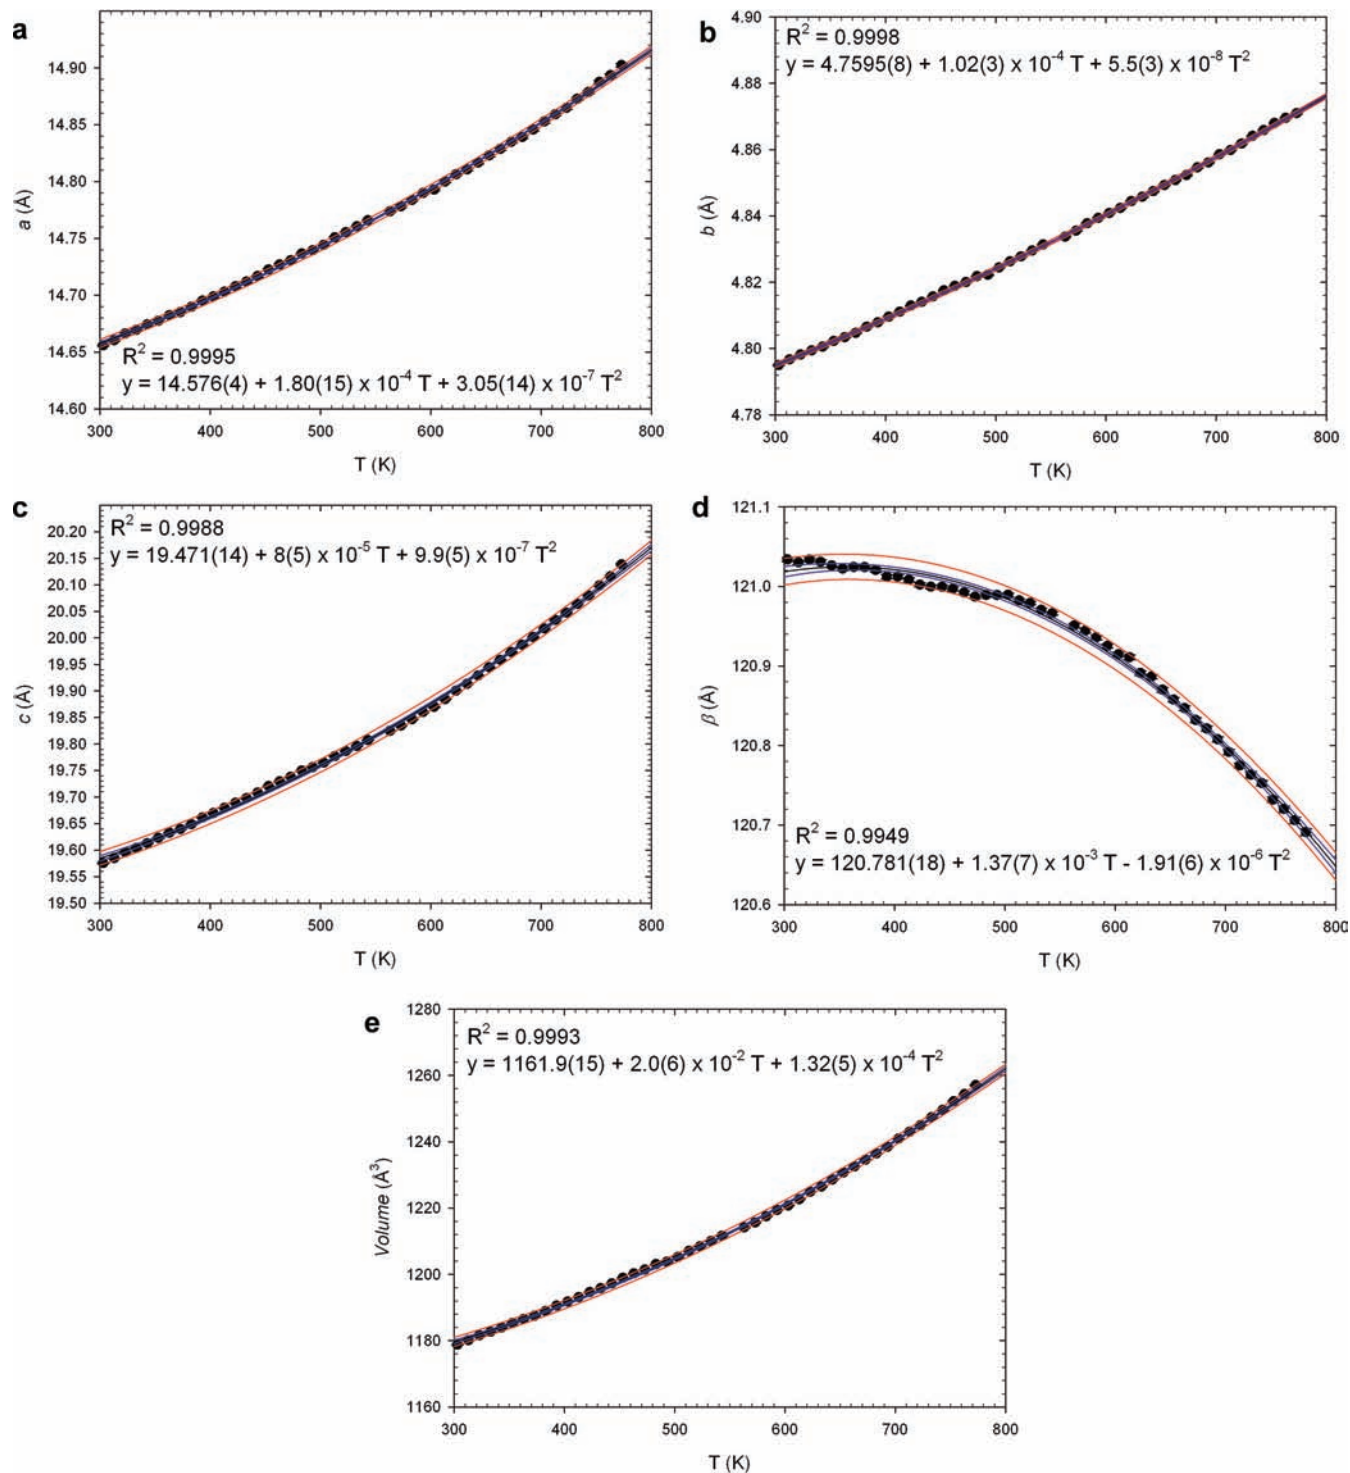 a
14.90
14.85
14.80
14.75
14.70
14.65
14.60
a (Å)
R² = 0.9995
y = 14.576(4) + 1.80(15) x 10⁻⁴ T + 3.05(14) x 10⁻⁷ T²
300 400 500 600 700 800
T (K)
b
4.90
4.88
4.86
4.84
4.82
4.80
4.78
b (Å)
R² = 0.9998
y = 4.7595(8) + 1.02(3) x 10⁻⁴ T + 5.5(3) x 10⁻⁸ T²
300 400 500 600 700 800
T (K)
c
20.20
20.15
20.10
20.05
20.00
19.95
19.90
19.85
19.80
19.75
19.70
19.65
19.60
19.55
19.50
c (Å)
R² = 0.9988
y = 19.471(14) + 8(5) x 10⁻⁵ T + 9.9(5) x 10⁻⁷ T²
300 400 500 600 700 800
T (K)
d
121.1
121.0
120.9
120.8
120.7
120.6
β (Å)
R² = 0.9949
y = 120.781(18) + 1.37(7) x 10⁻³ T - 1.91(6) x 10⁻⁶ T²
300 400 500 600 700 800
T (K)
e
1280
1260
1240
1220
1200
1180
1160
Volume (Å³)
R² = 0.9993
y = 1161.9(15) + 2.0(6) x 10⁻² T + 1.32(5) x 10⁻⁴ T²
300 400 500 600 700 800
T (K)